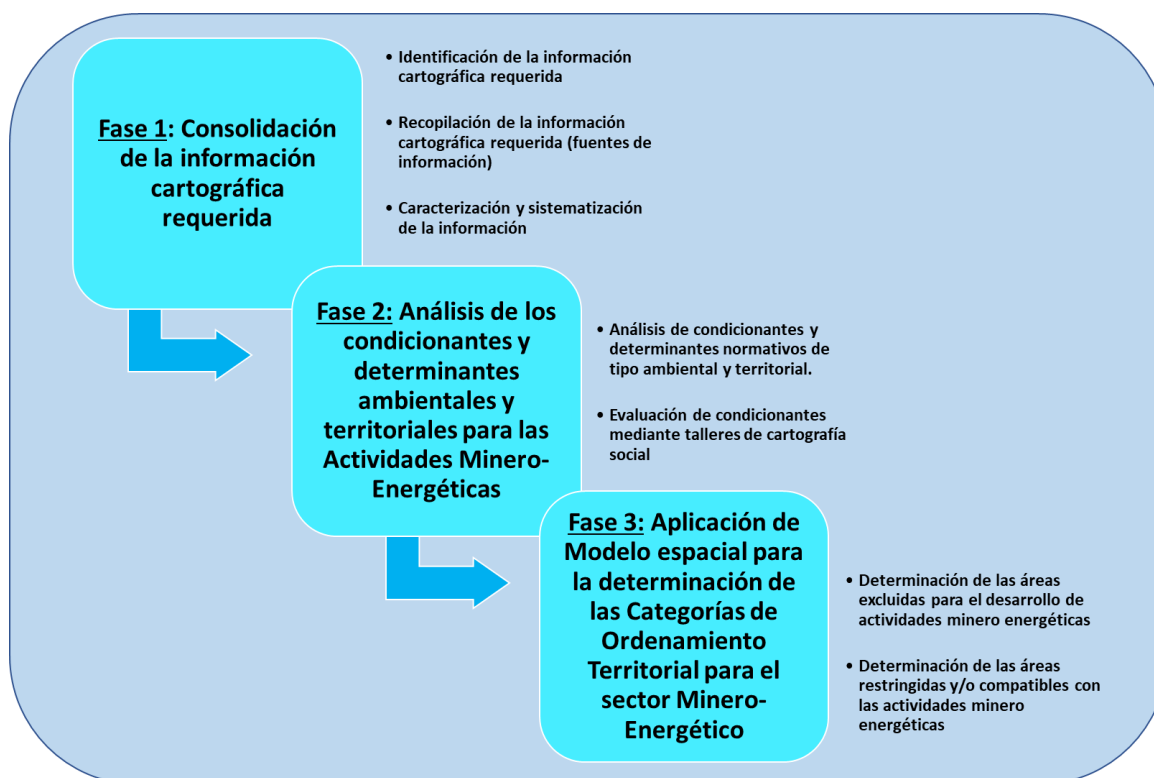 Fase 1: Consolidación
de la información
cartográfica
requerida
• Identificación de la información
cartográfica requerida
• Recopilación de la información
cartográfica requerida (fuentes de
información)
• Caracterización y sistematización
de la información
Fase 2: Análisis de los
condicionantes y
determinantes
ambientales y
territoriales para las
Actividades Minero-
Energéticas
• Análisis de condicionantes y
determinantes normativos de
tipo ambiental y territorial.
• Evaluación de condicionantes
mediante talleres de cartografía
social
Fase 3: Aplicación de
Modelo espacial para
la determinación de
las Categorías de
Ordenamiento
Territorial para el
sector Minero-
Energético
• Determinación de las áreas
excluidas para el desarrollo de
actividades minero energéticas
• Determinación de las áreas
restringidas y/o compatibles con
las actividades minero
energéticas